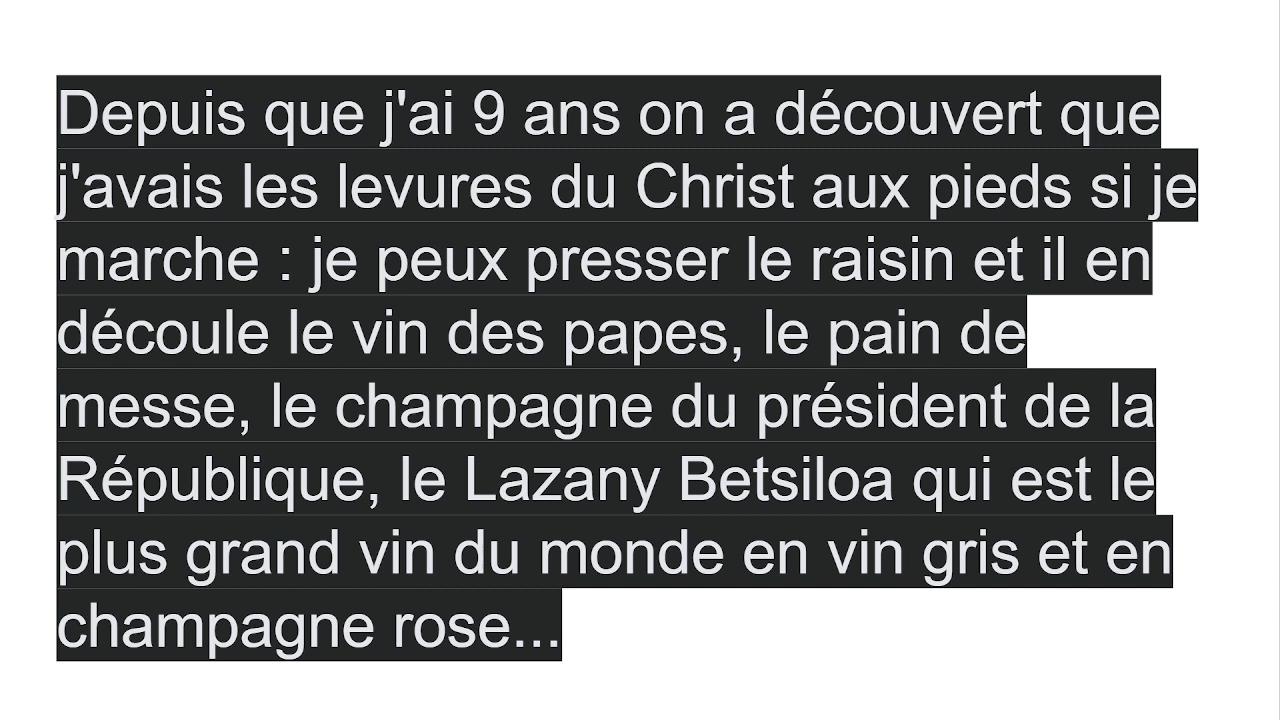 Depuis que j'ai 9 ans on a découvert que
j'avais les levures du Christ aux pieds si je
marche : je peux presser le raisin et il en
découle le vin des papes, le pain de
messe, le champagne du président de la
République, le Lazany Betsiloa qui est le
plus grand vin du monde en vin gris et en
champagne rose...